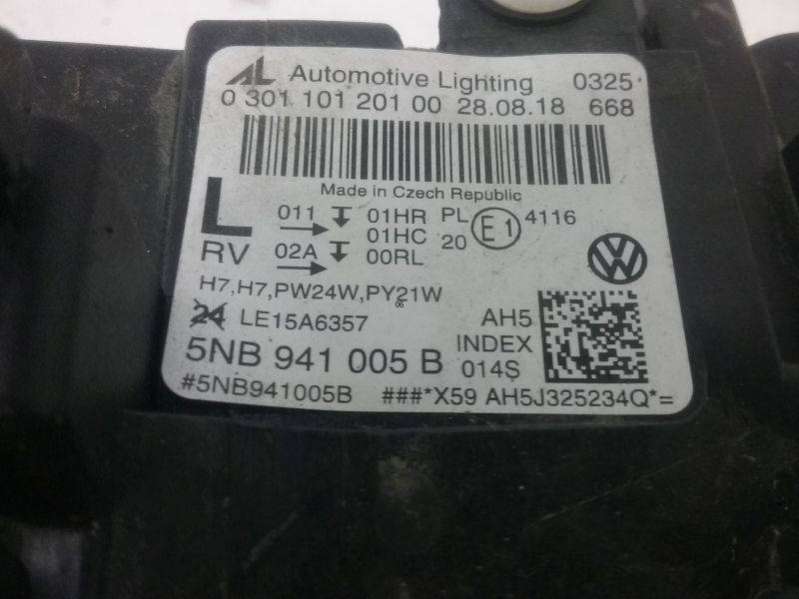 AL Automotive Lighting 0325
0 301 101 201 00 28.08.18 668
Made in Czech Republic
L 011 01HR PL E1 4116
01HC 20
RV 02A 00RL
H7,H7,PW24W,PY21W
24 LE15A6357 AH5
5NB 941 005 B INDEX
014S
#5NB941005B ###*X59 AH5J325234Q*=